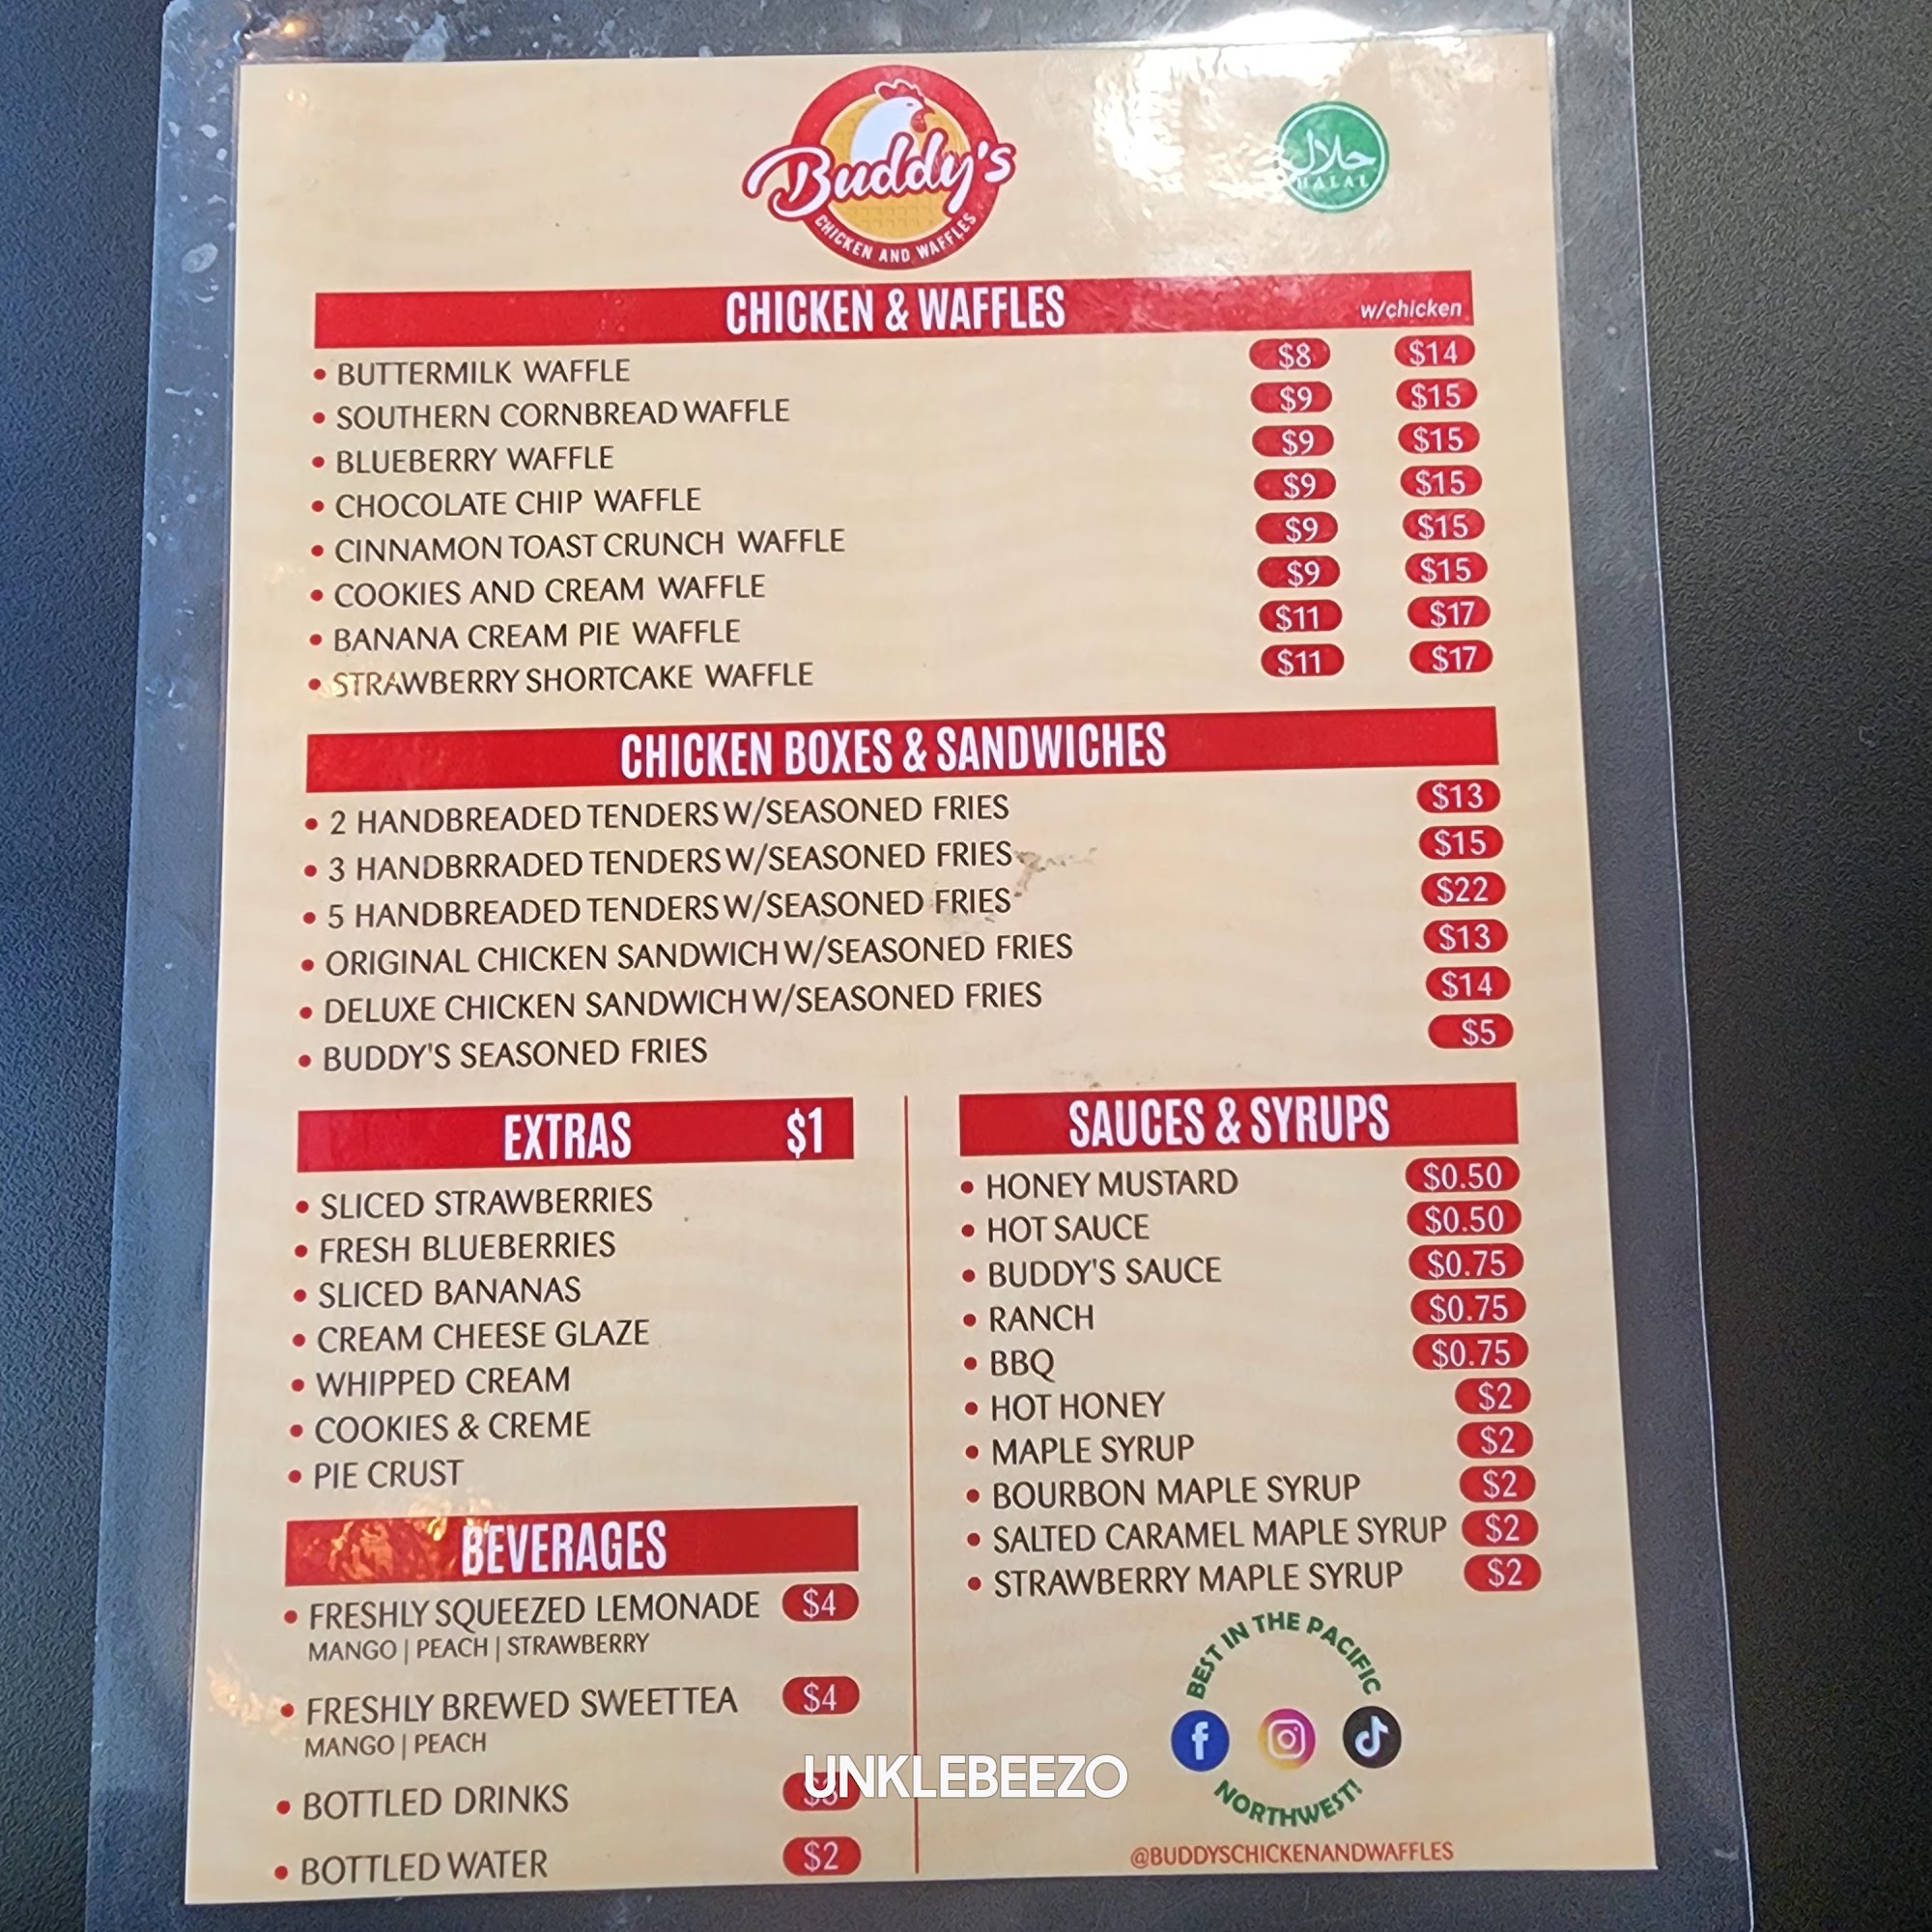 Buddy's
CHICKEN AND WAFFLES
حلال
HALAL
CHICKEN & WAFFLES w/chicken
• BUTTERMILK WAFFLE $8 $14
• SOUTHERN CORNBREAD WAFFLE $9 $15
• BLUEBERRY WAFFLE $9 $15
• CHOCOLATE CHIP WAFFLE $9 $15
• CINNAMON TOAST CRUNCH WAFFLE $9 $15
• COOKIES AND CREAM WAFFLE $9 $15
• BANANA CREAM PIE WAFFLE $11 $17
• STRAWBERRY SHORTCAKE WAFFLE $11 $17
CHICKEN BOXES & SANDWICHES
• 2 HANDBREADED TENDERS W/SEASONED FRIES $13
• 3 HANDBRRADED TENDERS W/SEASONED FRIES $15
• 5 HANDBREADED TENDERS W/SEASONED FRIES $22
• ORIGINAL CHICKEN SANDWICH W/SEASONED FRIES $13
• DELUXE CHICKEN SANDWICH W/SEASONED FRIES $14
• BUDDY'S SEASONED FRIES $5
EXTRAS $1
• SLICED STRAWBERRIES
• FRESH BLUEBERRIES
• SLICED BANANAS
• CREAM CHEESE GLAZE
• WHIPPED CREAM
• COOKIES & CREME
• PIE CRUST
BEVERAGES
• FRESHLY SQUEEZED LEMONADE $4
MANGO | PEACH | STRAWBERRY
• FRESHLY BREWED SWEET TEA $4
MANGO | PEACH
• BOTTLED DRINKS
• BOTTLED WATER $2
SAUCES & SYRUPS
• HONEY MUSTARD $0.50
• HOT SAUCE $0.50
• BUDDY'S SAUCE $0.75
• RANCH $0.75
• BBQ $0.75
• HOT HONEY $2
• MAPLE SYRUP $2
• BOURBON MAPLE SYRUP $2
• SALTED CARAMEL MAPLE SYRUP $2
• STRAWBERRY MAPLE SYRUP $2
BEST IN THE PACIFIC
NORTHWEST!
@BUDDYSCHICKENANDWAFFLES
UNKLEBEEZO